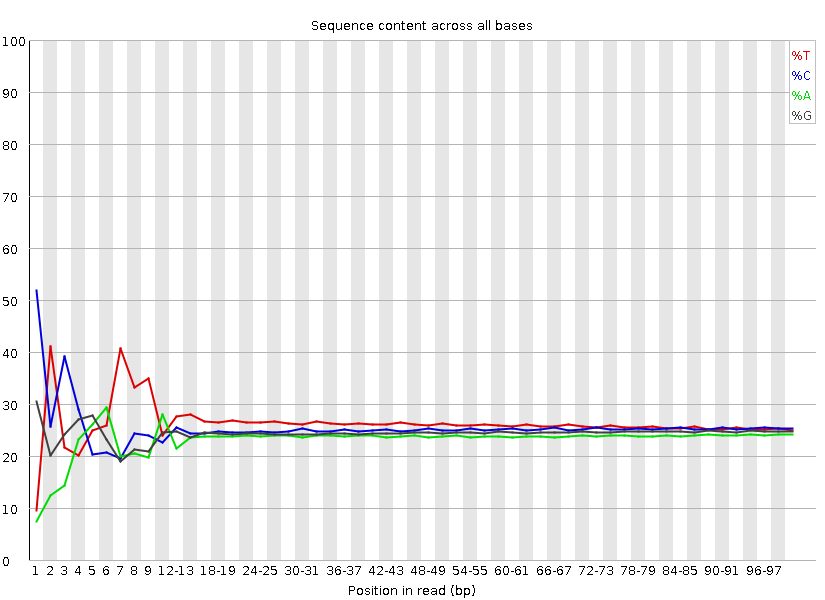 Sequence content across all bases
100
90
80
70
60
50
40
30
20
10
0
%T
%C
%A
%G
1 2 3 4 5 6 7 8 9 12-13 18-19 24-25 30-31 36-37 42-43 48-49 54-55 60-61 66-67 72-73 78-79 84-85 90-91 96-97
Position in read (bp)